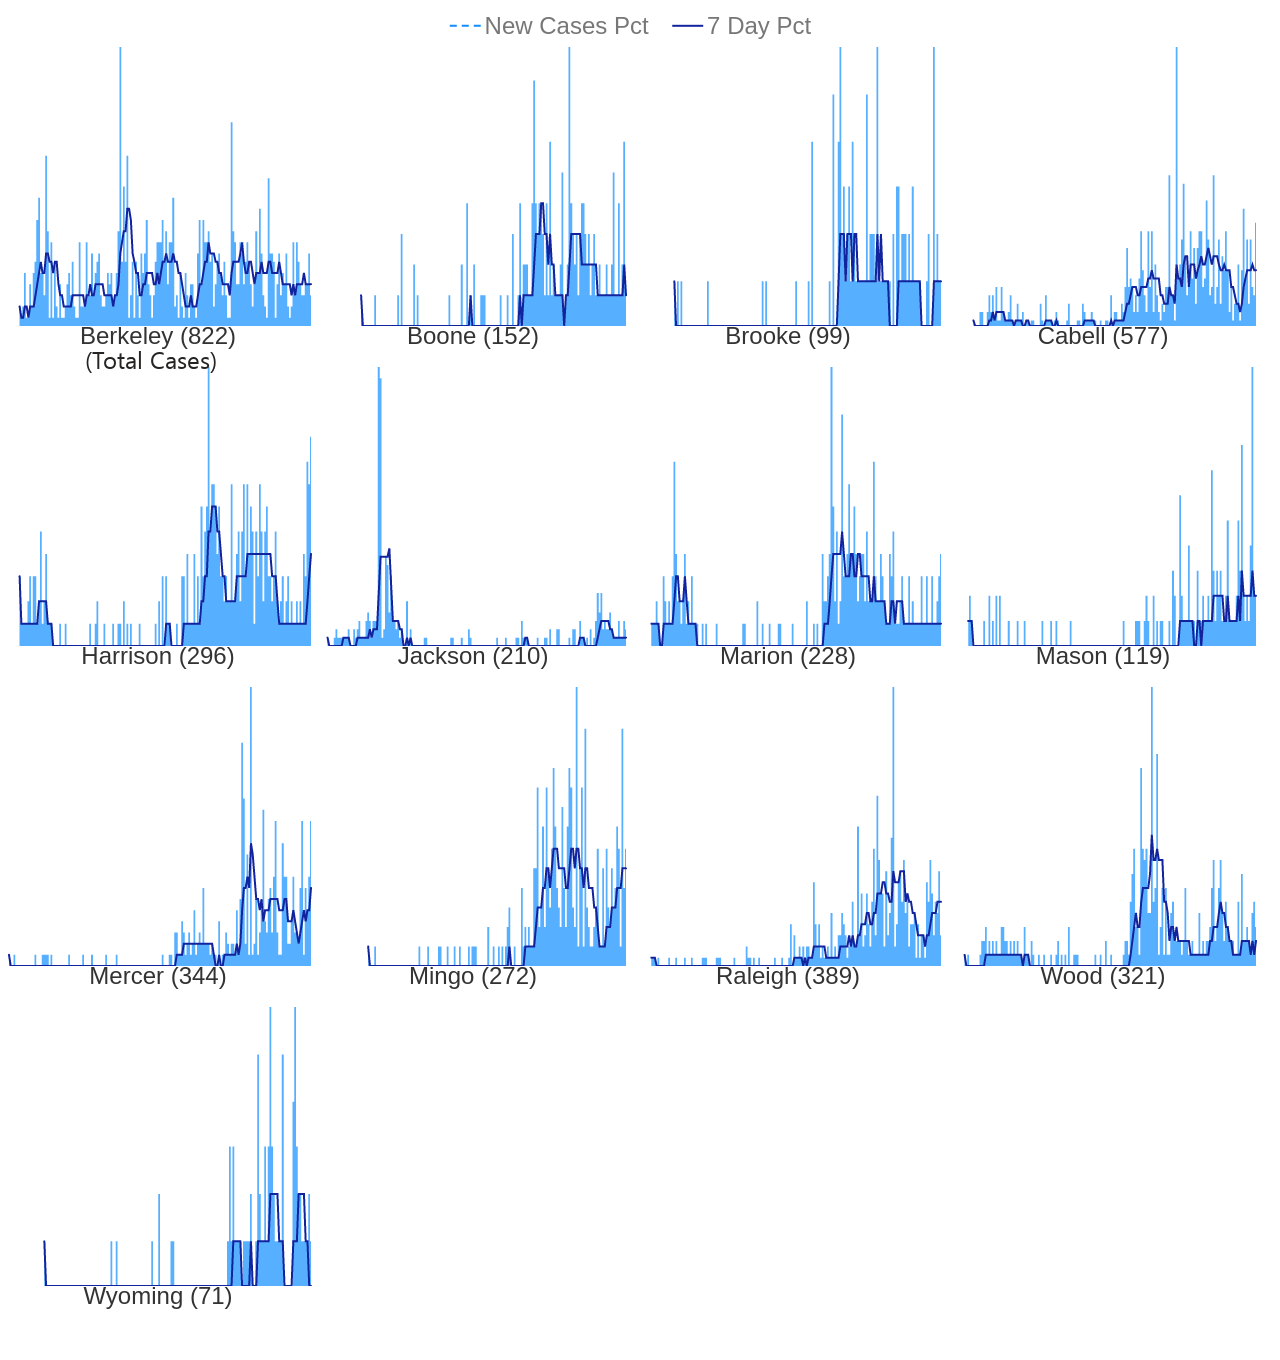 New Cases Pct 7 Day Pct
Berkeley (822) Boone (152) Brooke (99) Cabell (577)
(Total Cases)
Harrison (296) Jackson (210) Marion (228) Mason (119)
Mercer (344) Mingo (272) Raleigh (389) Wood (321)
Wyoming (71)